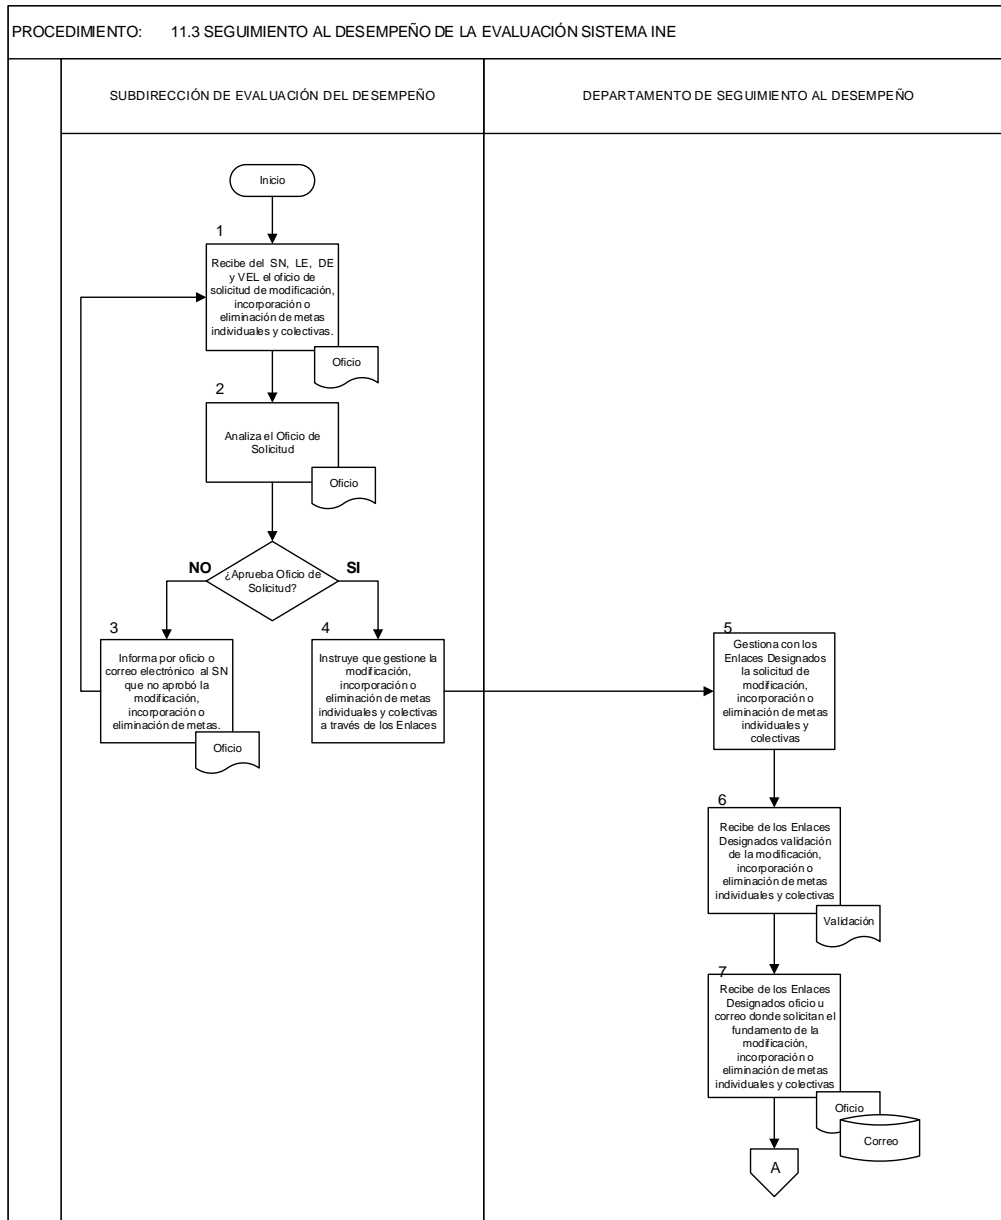 PROCEDIMIENTO: 11.3 SEGUIMIENTO AL DESEMPEÑO DE LA EVALUACIÓN SISTEMA INE
SUBDIRECCIÓN DE EVALUACIÓN DEL DESEMPEÑO
DEPARTAMENTO DE SEGUIMIENTO AL DESEMPEÑO
Inicio
1
Recibe del SN, LE, DE
y VEL el oficio de
solicitud de modificación,
incorporación o
eliminación de metas
individuales y colectivas.
Oficio
2
Analiza el Oficio de
Solicitud
Oficio
¿Aprueba Oficio de
Solicitud?
NO
SI
3
Informa por oficio o
correo electrónico al SN
que no aprobó la
modificación,
incorporación o
eliminación de metas.
Oficio
4
Instruye que gestione la
modificación,
incorporación o
eliminación de metas
individuales y colectivas
a través de los Enlaces
5
Gestiona con los
Enlaces Designados
la solicitud de
modificación,
incorporación o
eliminación de metas
individuales y
colectivas
6
Recibe de los Enlaces
Designados validación
de la modificación,
incorporación o
eliminación de metas
individuales y colectivas
Validación
7
Recibe de los Enlaces
Designados oficio u
correo donde solicitan el
fundamento de la
modificación,
incorporación o
eliminación de metas
individuales y colectivas
Oficio
Correo
A